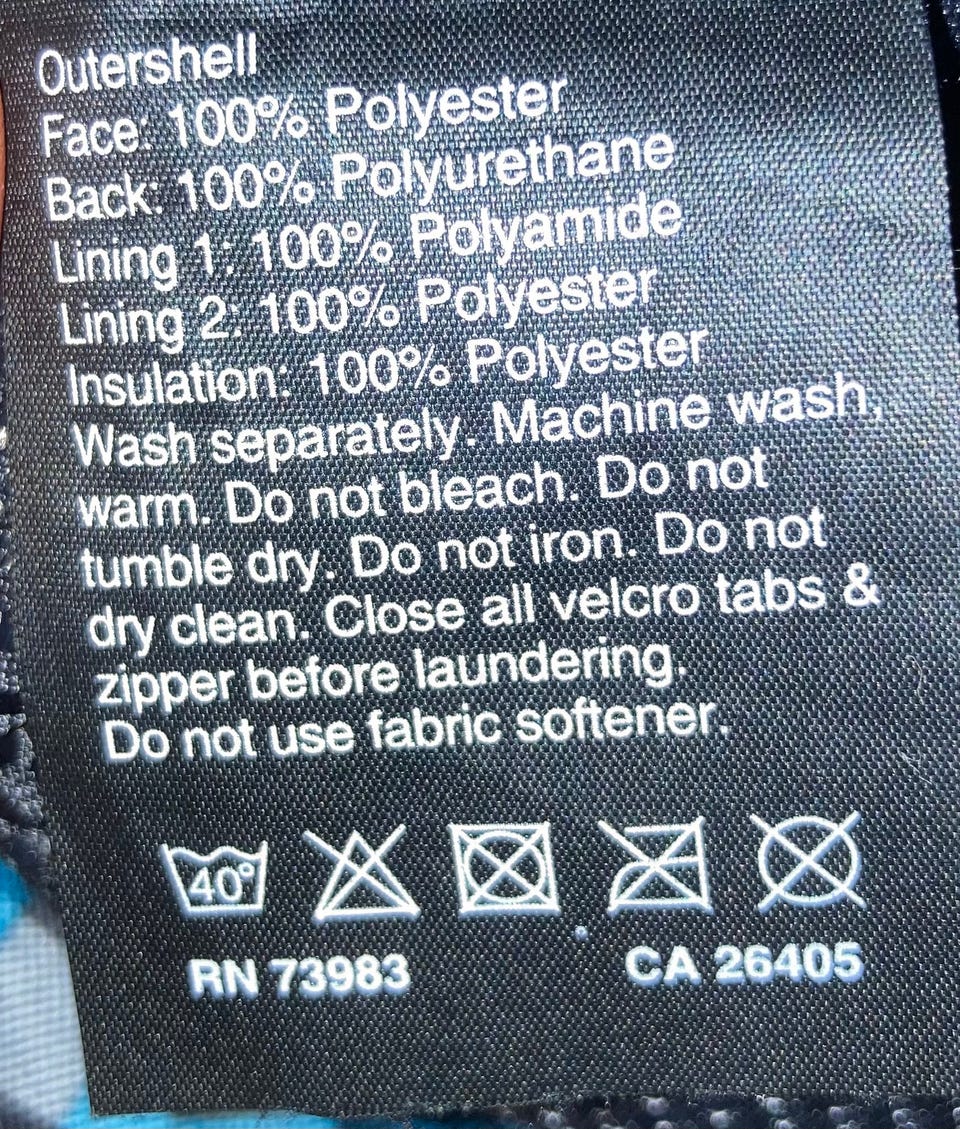 Outershell
Face: 100% Polyester
Back: 100% Polyurethane
Lining 1: 100% Polyamide
Lining 2: 100% Polyester
Insulation: 100% Polyester
Wash separately. Machine wash,
warm. Do not bleach. Do not
tumble dry. Do not iron. Do not
dry clean. Close all velcro tabs &
zipper before laundering.
Do not use fabric softener.
40°
RN 73983 CA 26405